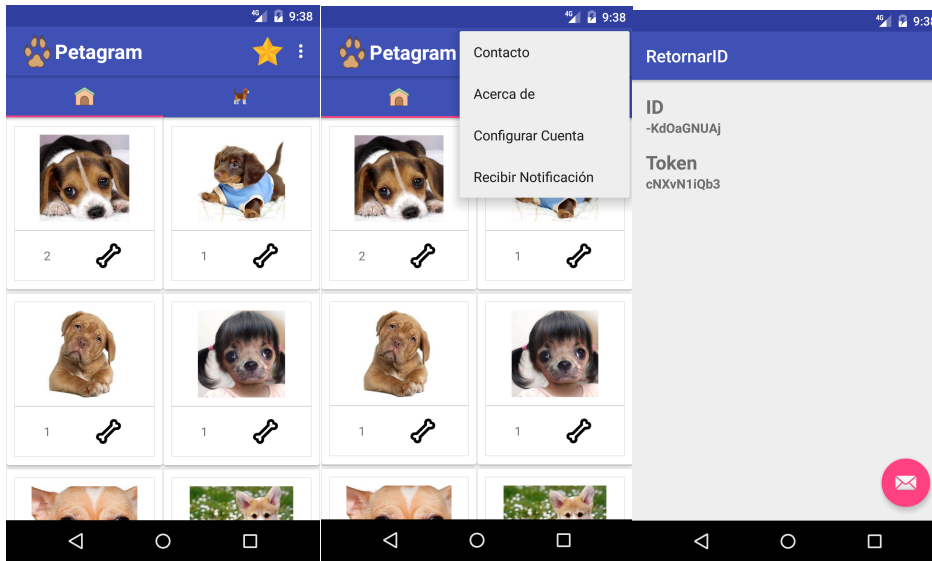 4G 9:38
Petagram
2
1
1
1
4G 9:38
Petagram
Contacto
Acerca de
Configurar Cuenta
Recibir Notificación
2
1
1
1
4G 9:38
RetornarID
ID
-KdOaGNUAj
Token
cNXvN1iQb3